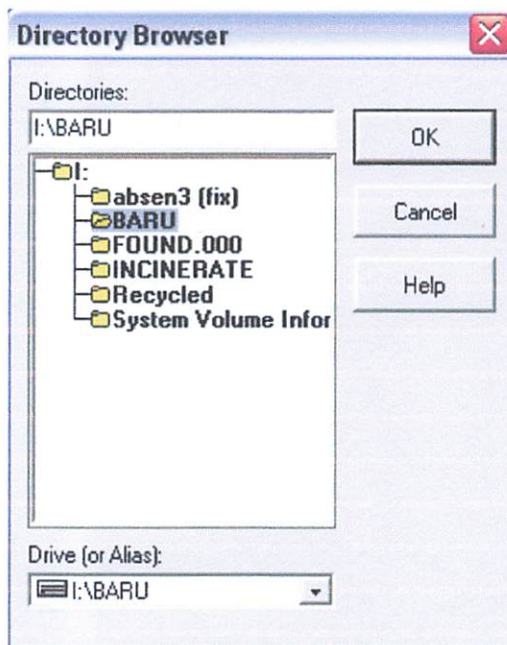 Directory Browser
Directories:
I:\BARU
OK
I:
absen3 (fix)
BARU
Cancel
FOUND.000
INCINERATE
Help
Recycled
System Volume Infor
Drive (or Alias):
I:\BARU